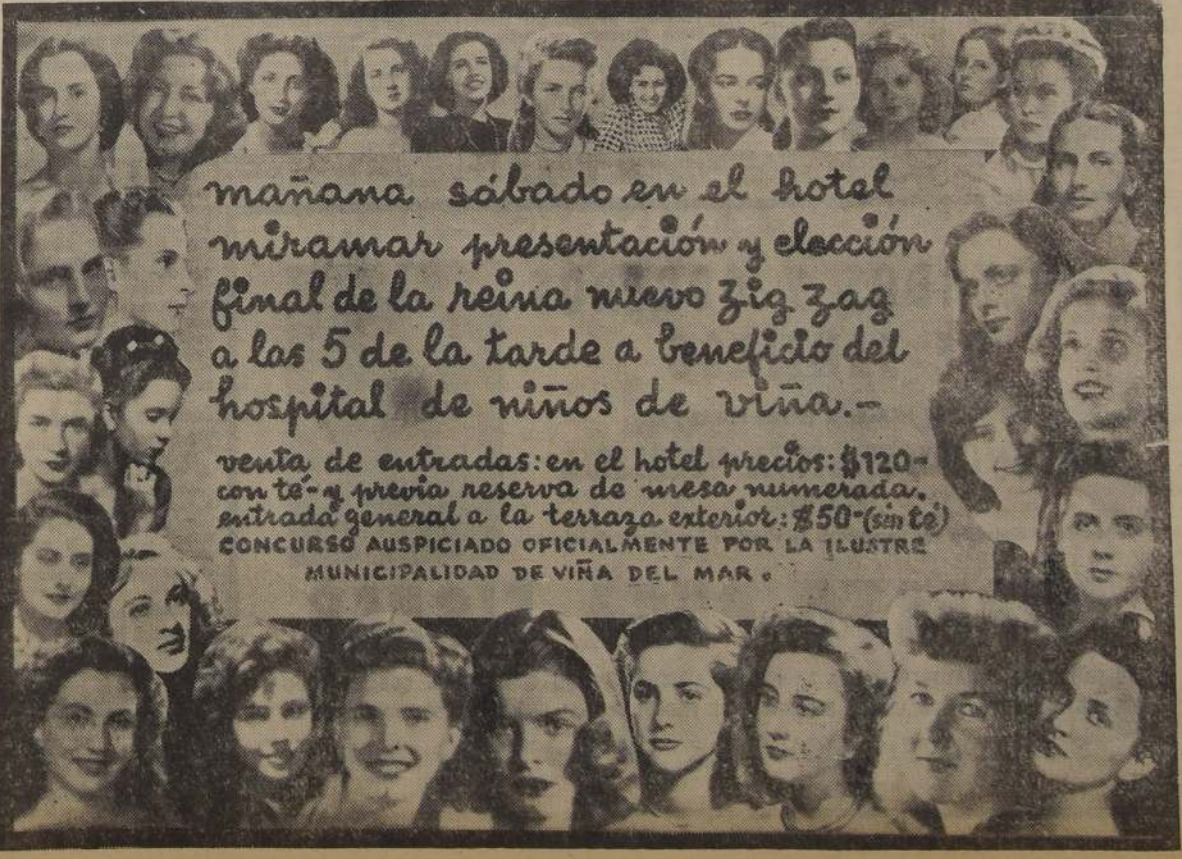 mañana sábado en el hotel
miramar presentación y elección
final de la reina nuevo zig zag
a las 5 de la tarde a beneficio del
hospital de niños de viña.-
venta de entradas: en el hotel precios: $120-
con té-y previa reserva de mesa numerada.
entrada general a la terraza exterior: $50-(sin té)
CONCURSO AUSPICIADO OFICIALMENTE POR LA ILUSTRE
MUNICIPALIDAD DE VIÑA DEL MAR.